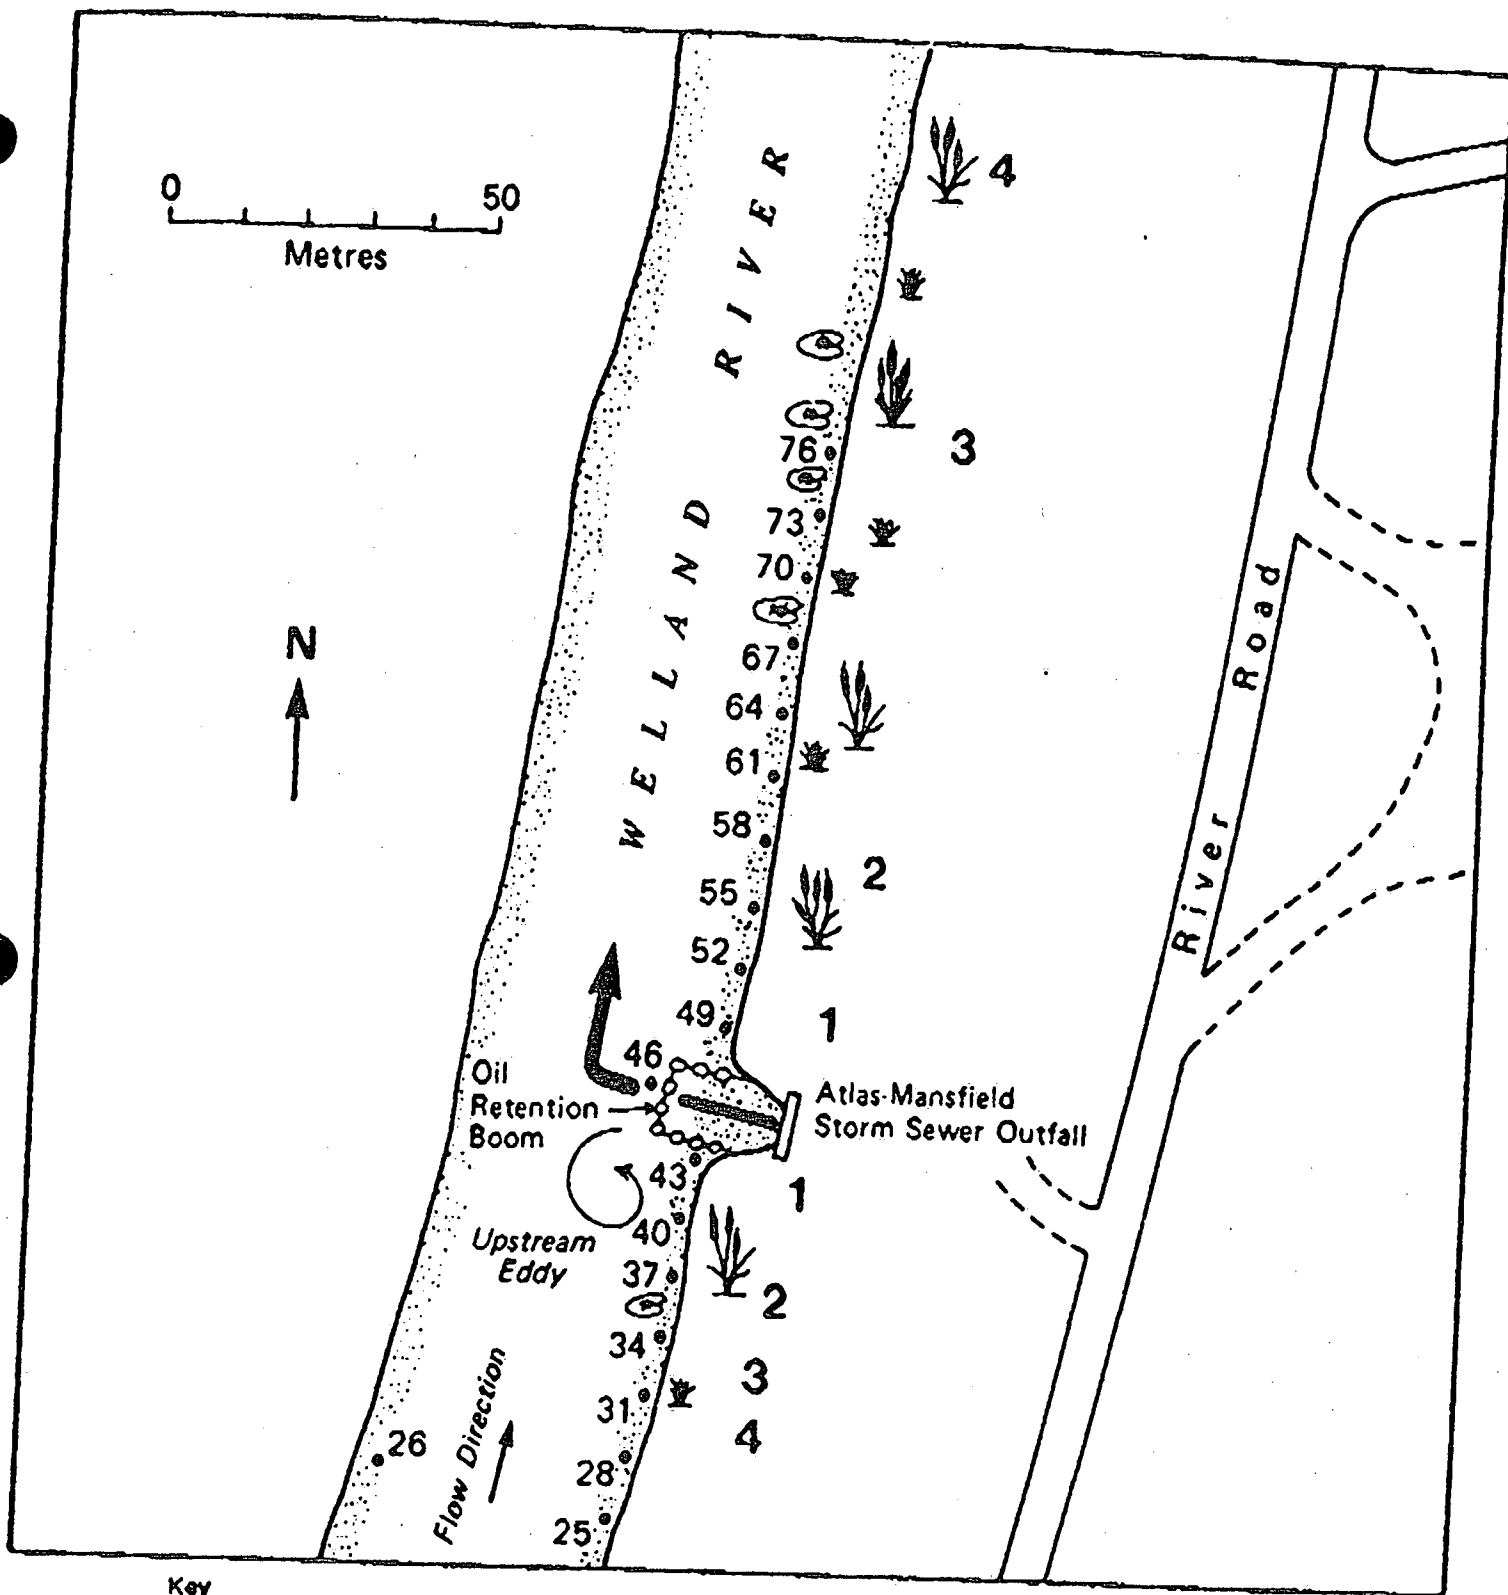 0 50
Metres
4
3
76
73
70
67
64
61
58
55
52
49
46
43
40
37
34
31
28
25
26
2
1
1
2
3
4
N
WELLAND RIVER
River Road
Oil
Retention
Boom
Atlas-Mansfield
Storm Sewer Outfall
Upstream
Eddy
Flow Direction
Key